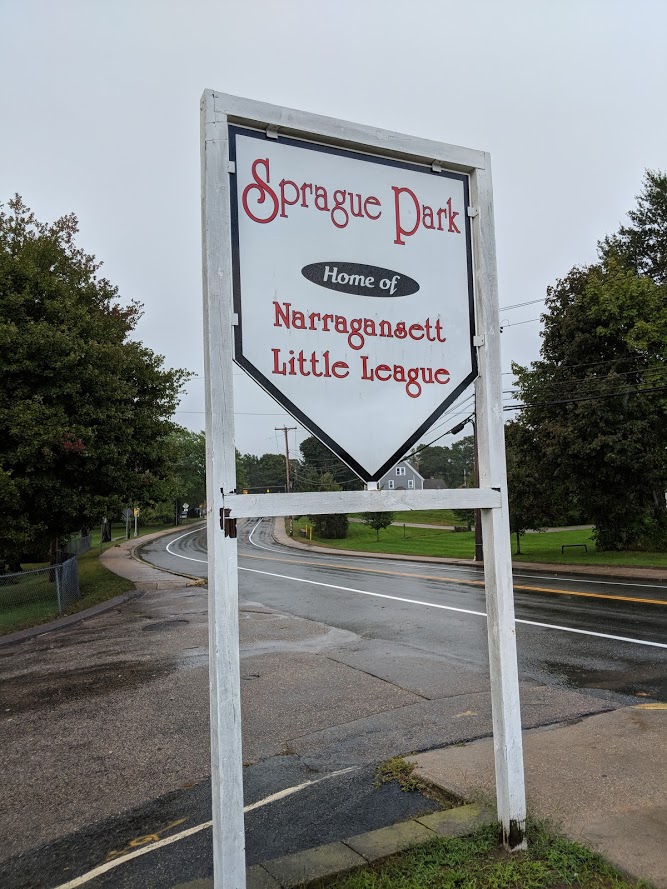 Sprague Park
Home of
Narragansett
Little League